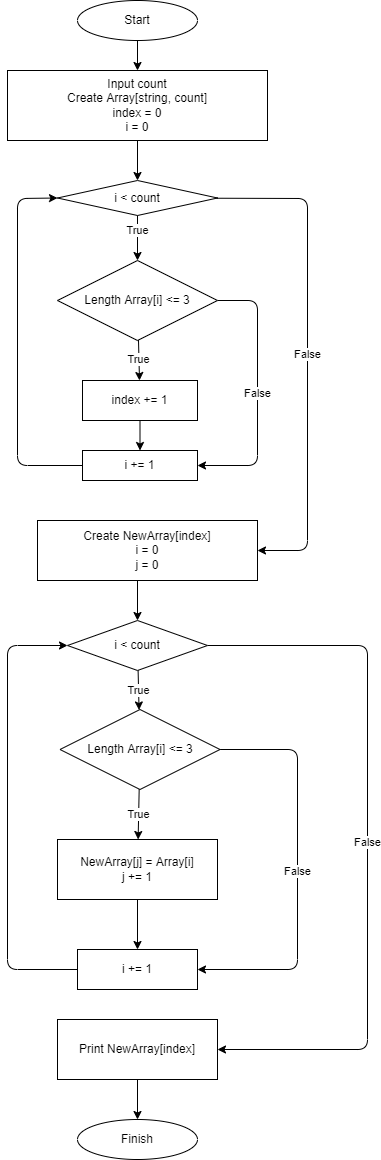 Start
Input count
Create Array[string, count]
index = 0
i = 0
i < count
True
Length Array[i] <= 3
False
True
False
index += 1
i += 1
Create NewArray[index]
i = 0
j = 0
i < count
True
Length Array[i] <= 3
True
False
NewArray[j] = Array[i]
j += 1
False
i += 1
Print NewArray[index]
Finish